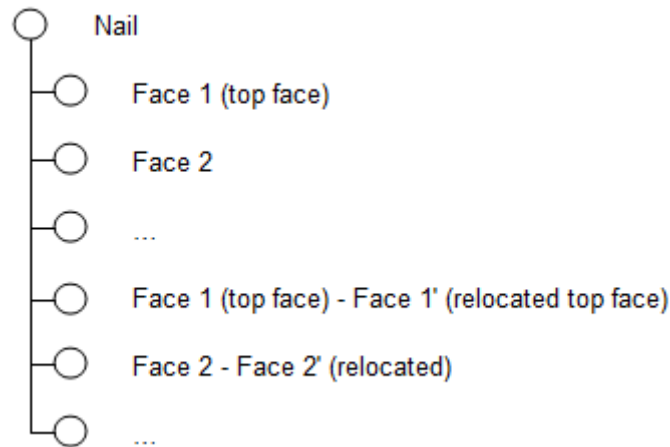 Nail
Face 1 (top face)
Face 2
...
Face 1 (top face) - Face 1' (relocated top face)
Face 2 - Face 2' (relocated)
...